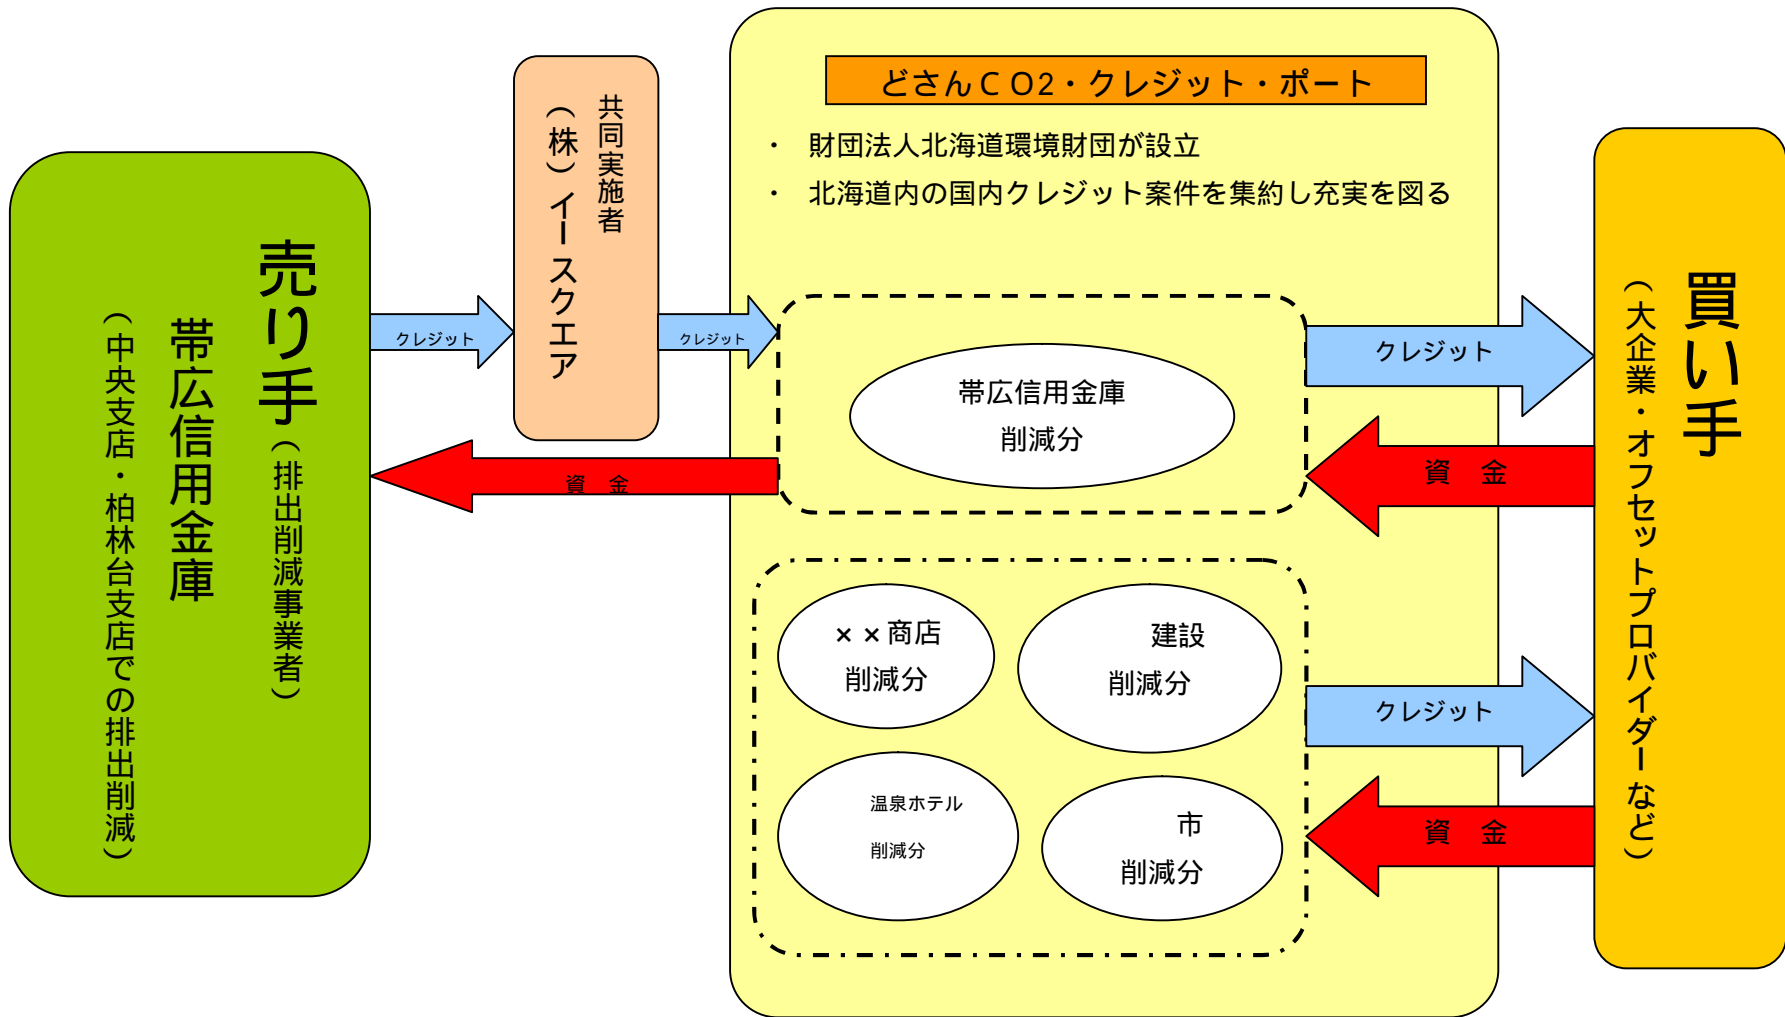 売り手(排出削減事業者)
帯広信用金庫
(中央支店・柏林台支店での排出削減)
クレジット
共同実施者
(株)イースクエア
クレジット
資 金
どさんCO2・クレジット・ポート
・ 財団法人北海道環境財団が設立
・ 北海道内の国内クレジット案件を集約し充実を図る
帯広信用金庫
削減分
××商店
削減分
建設
削減分
温泉ホテル
削減分
市
削減分
クレジット
資 金
クレジット
資 金
買い手
(大企業・オフセットプロバイダーなど)